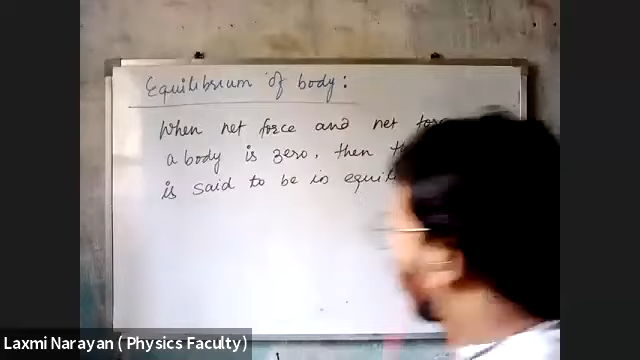 Equilibrium of body:
When net force and net
a body is zero, then
is said to be in
Laxmi Narayan ( Physics Faculty)